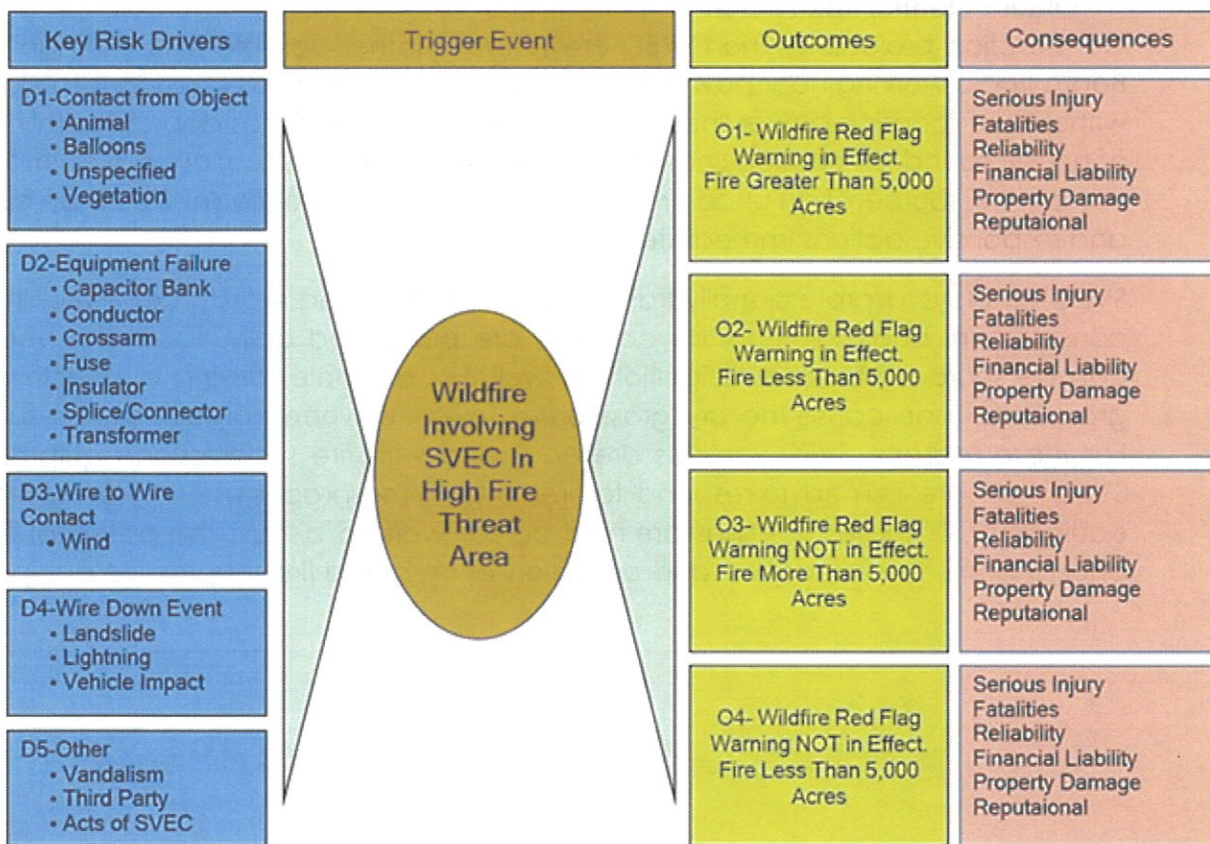 Key Risk Drivers
Trigger Event
Outcomes
Consequences
D1-Contact from Object
• Animal
• Balloons
• Unspecified
• Vegetation
D2-Equipment Failure
• Capacitor Bank
• Conductor
• Crossarm
• Fuse
• Insulator
• Splice/Connector
• Transformer
D3-Wire to Wire
Contact
• Wind
D4-Wire Down Event
• Landslide
• Lightning
• Vehicle Impact
D5-Other
• Vandalism
• Third Party
• Acts of SVEC
Wildfire
Involving
SVEC In
High Fire
Threat
Area
O1- Wildfire Red Flag
Warning in Effect.
Fire Greater Than 5,000
Acres
Serious Injury
Fatalities
Reliability
Financial Liability
Property Damage
Reputaional
O2- Wildfire Red Flag
Warning in Effect.
Fire Less Than 5,000
Acres
Serious Injury
Fatalities
Reliability
Financial Liability
Property Damage
Reputaional
O3- Wildfire Red Flag
Warning NOT in Effect.
Fire More Than 5,000
Acres
Serious Injury
Fatalities
Reliability
Financial Liability
Property Damage
Reputaional
O4- Wildfire Red Flag
Warning NOT in Effect.
Fire Less Than 5,000
Acres
Serious Injury
Fatalities
Reliability
Financial Liability
Property Damage
Reputaional